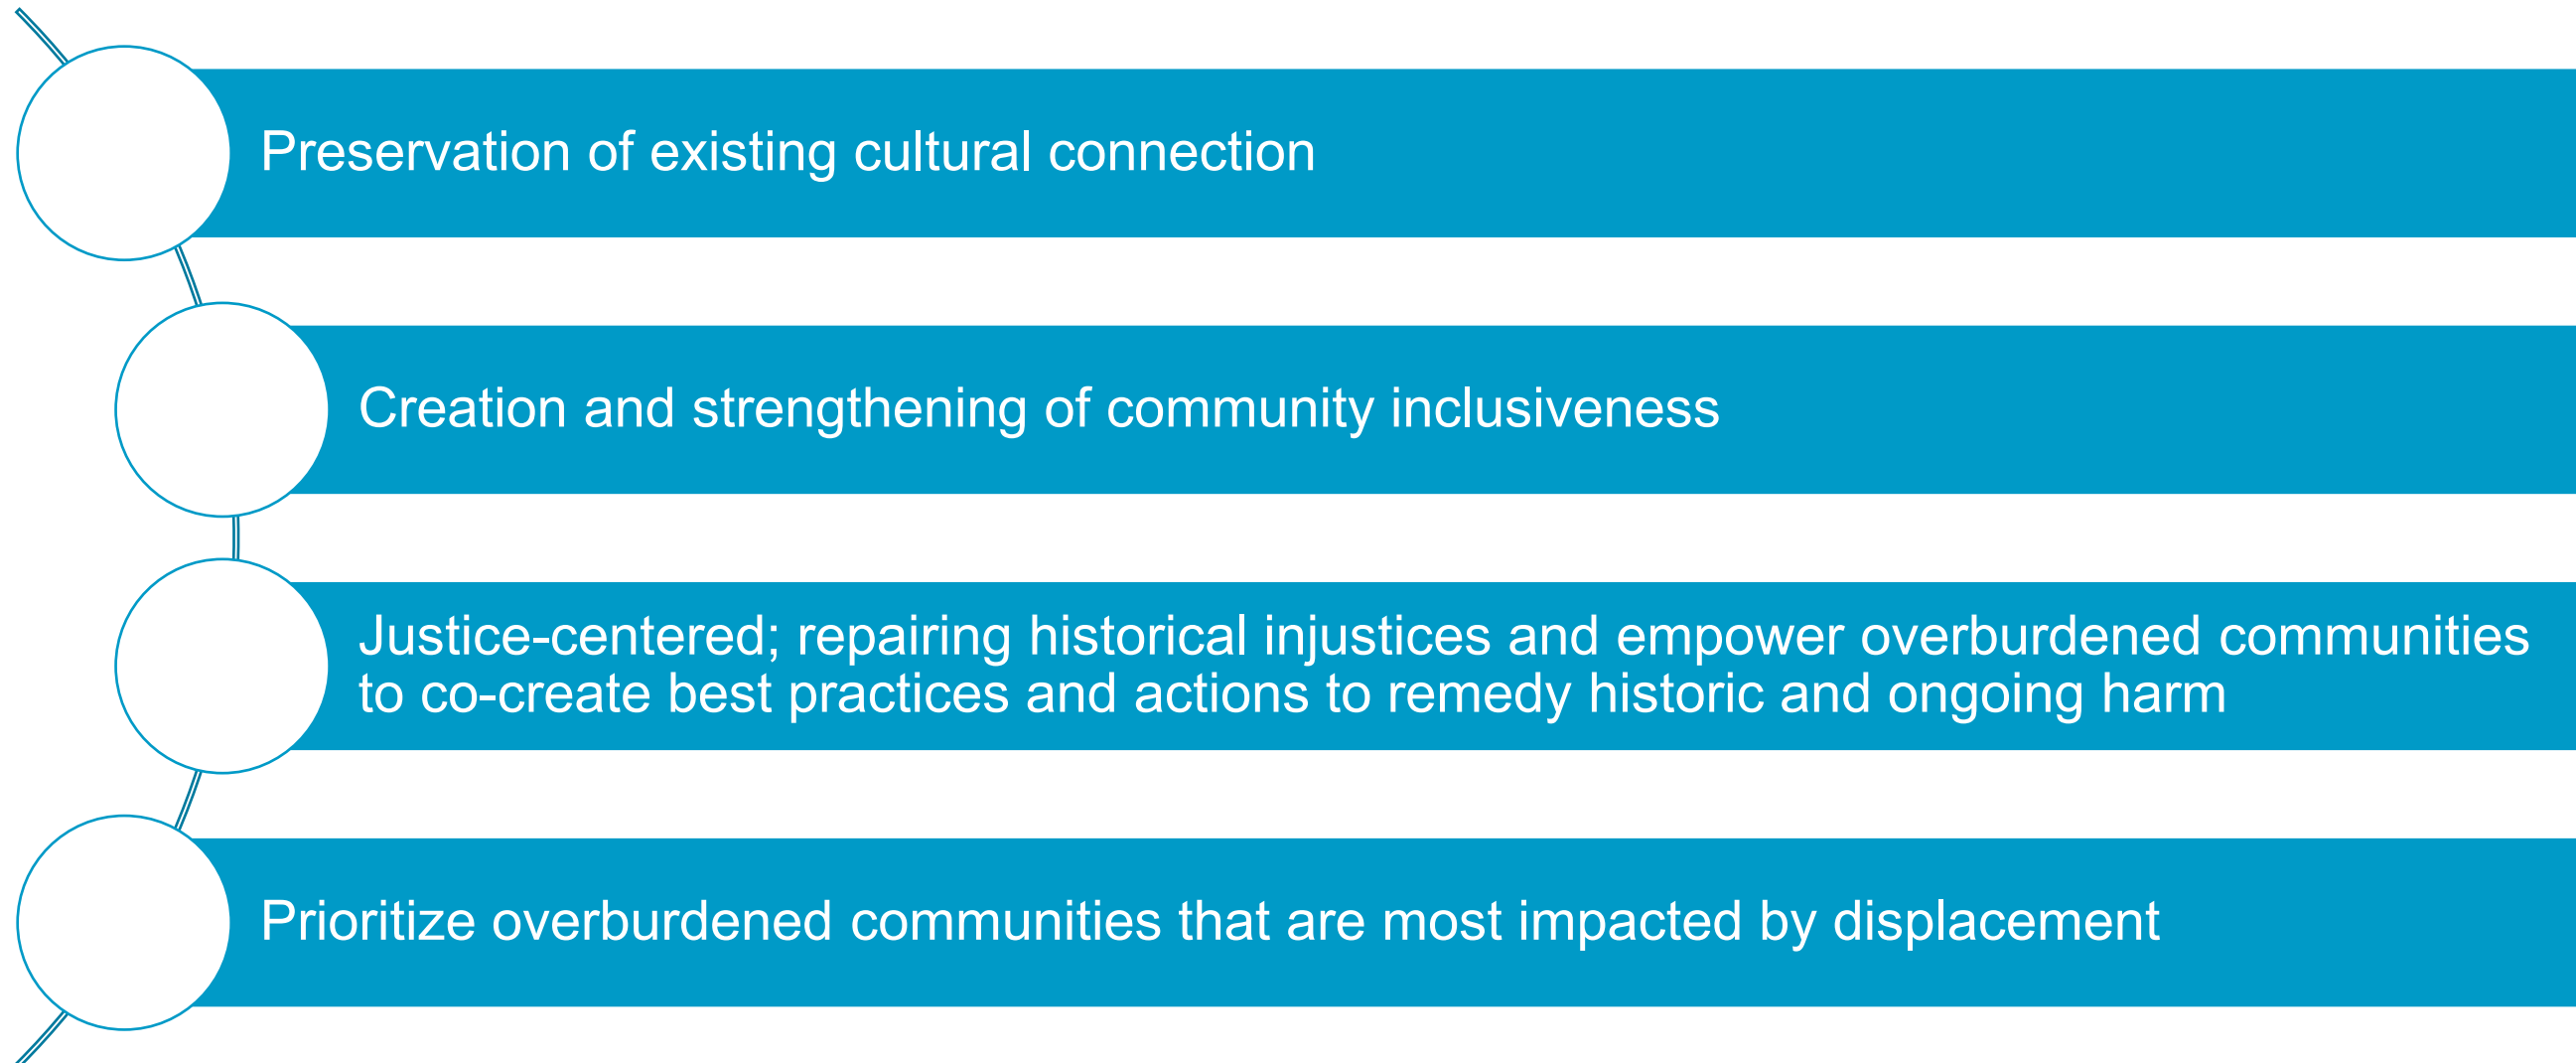 Preservation of existing cultural connection
Creation and strengthening of community inclusiveness
Justice-centered; repairing historical injustices and empower overburdened communities
to co-create best practices and actions to remedy historic and ongoing harm
Prioritize overburdened communities that are most impacted by displacement